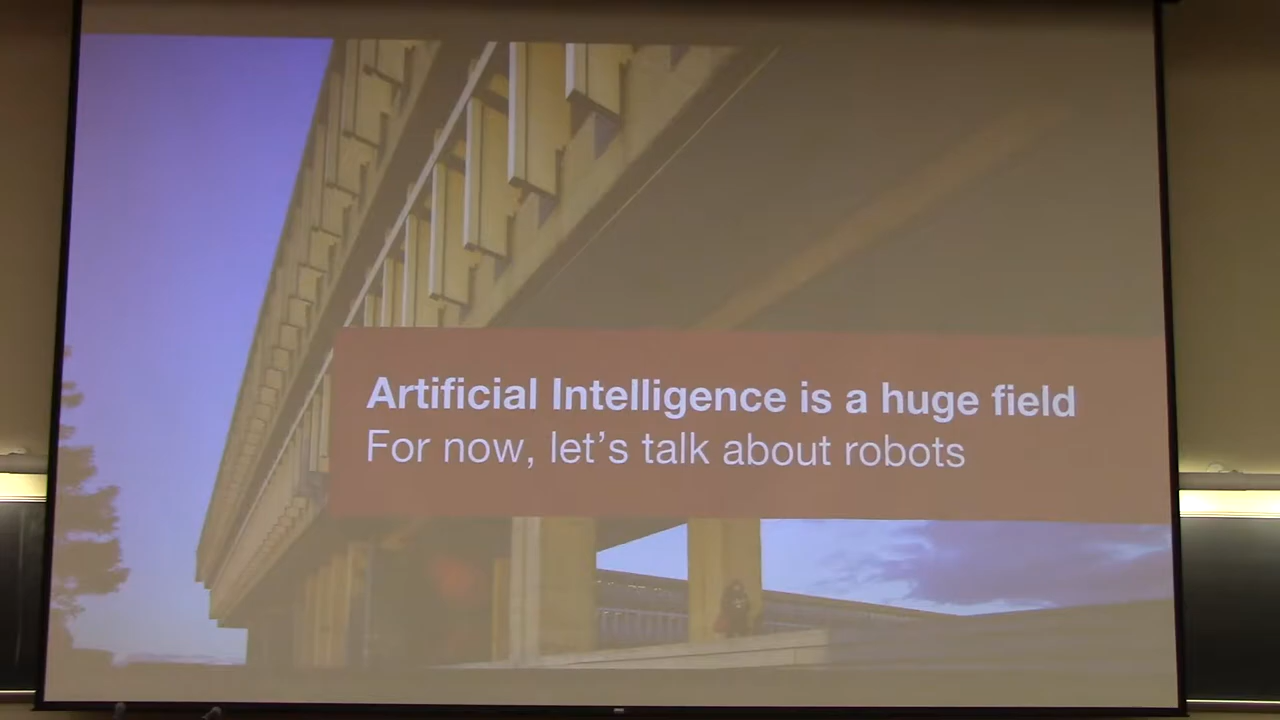 Artificial Intelligence is a huge field
For now, let's talk about robots